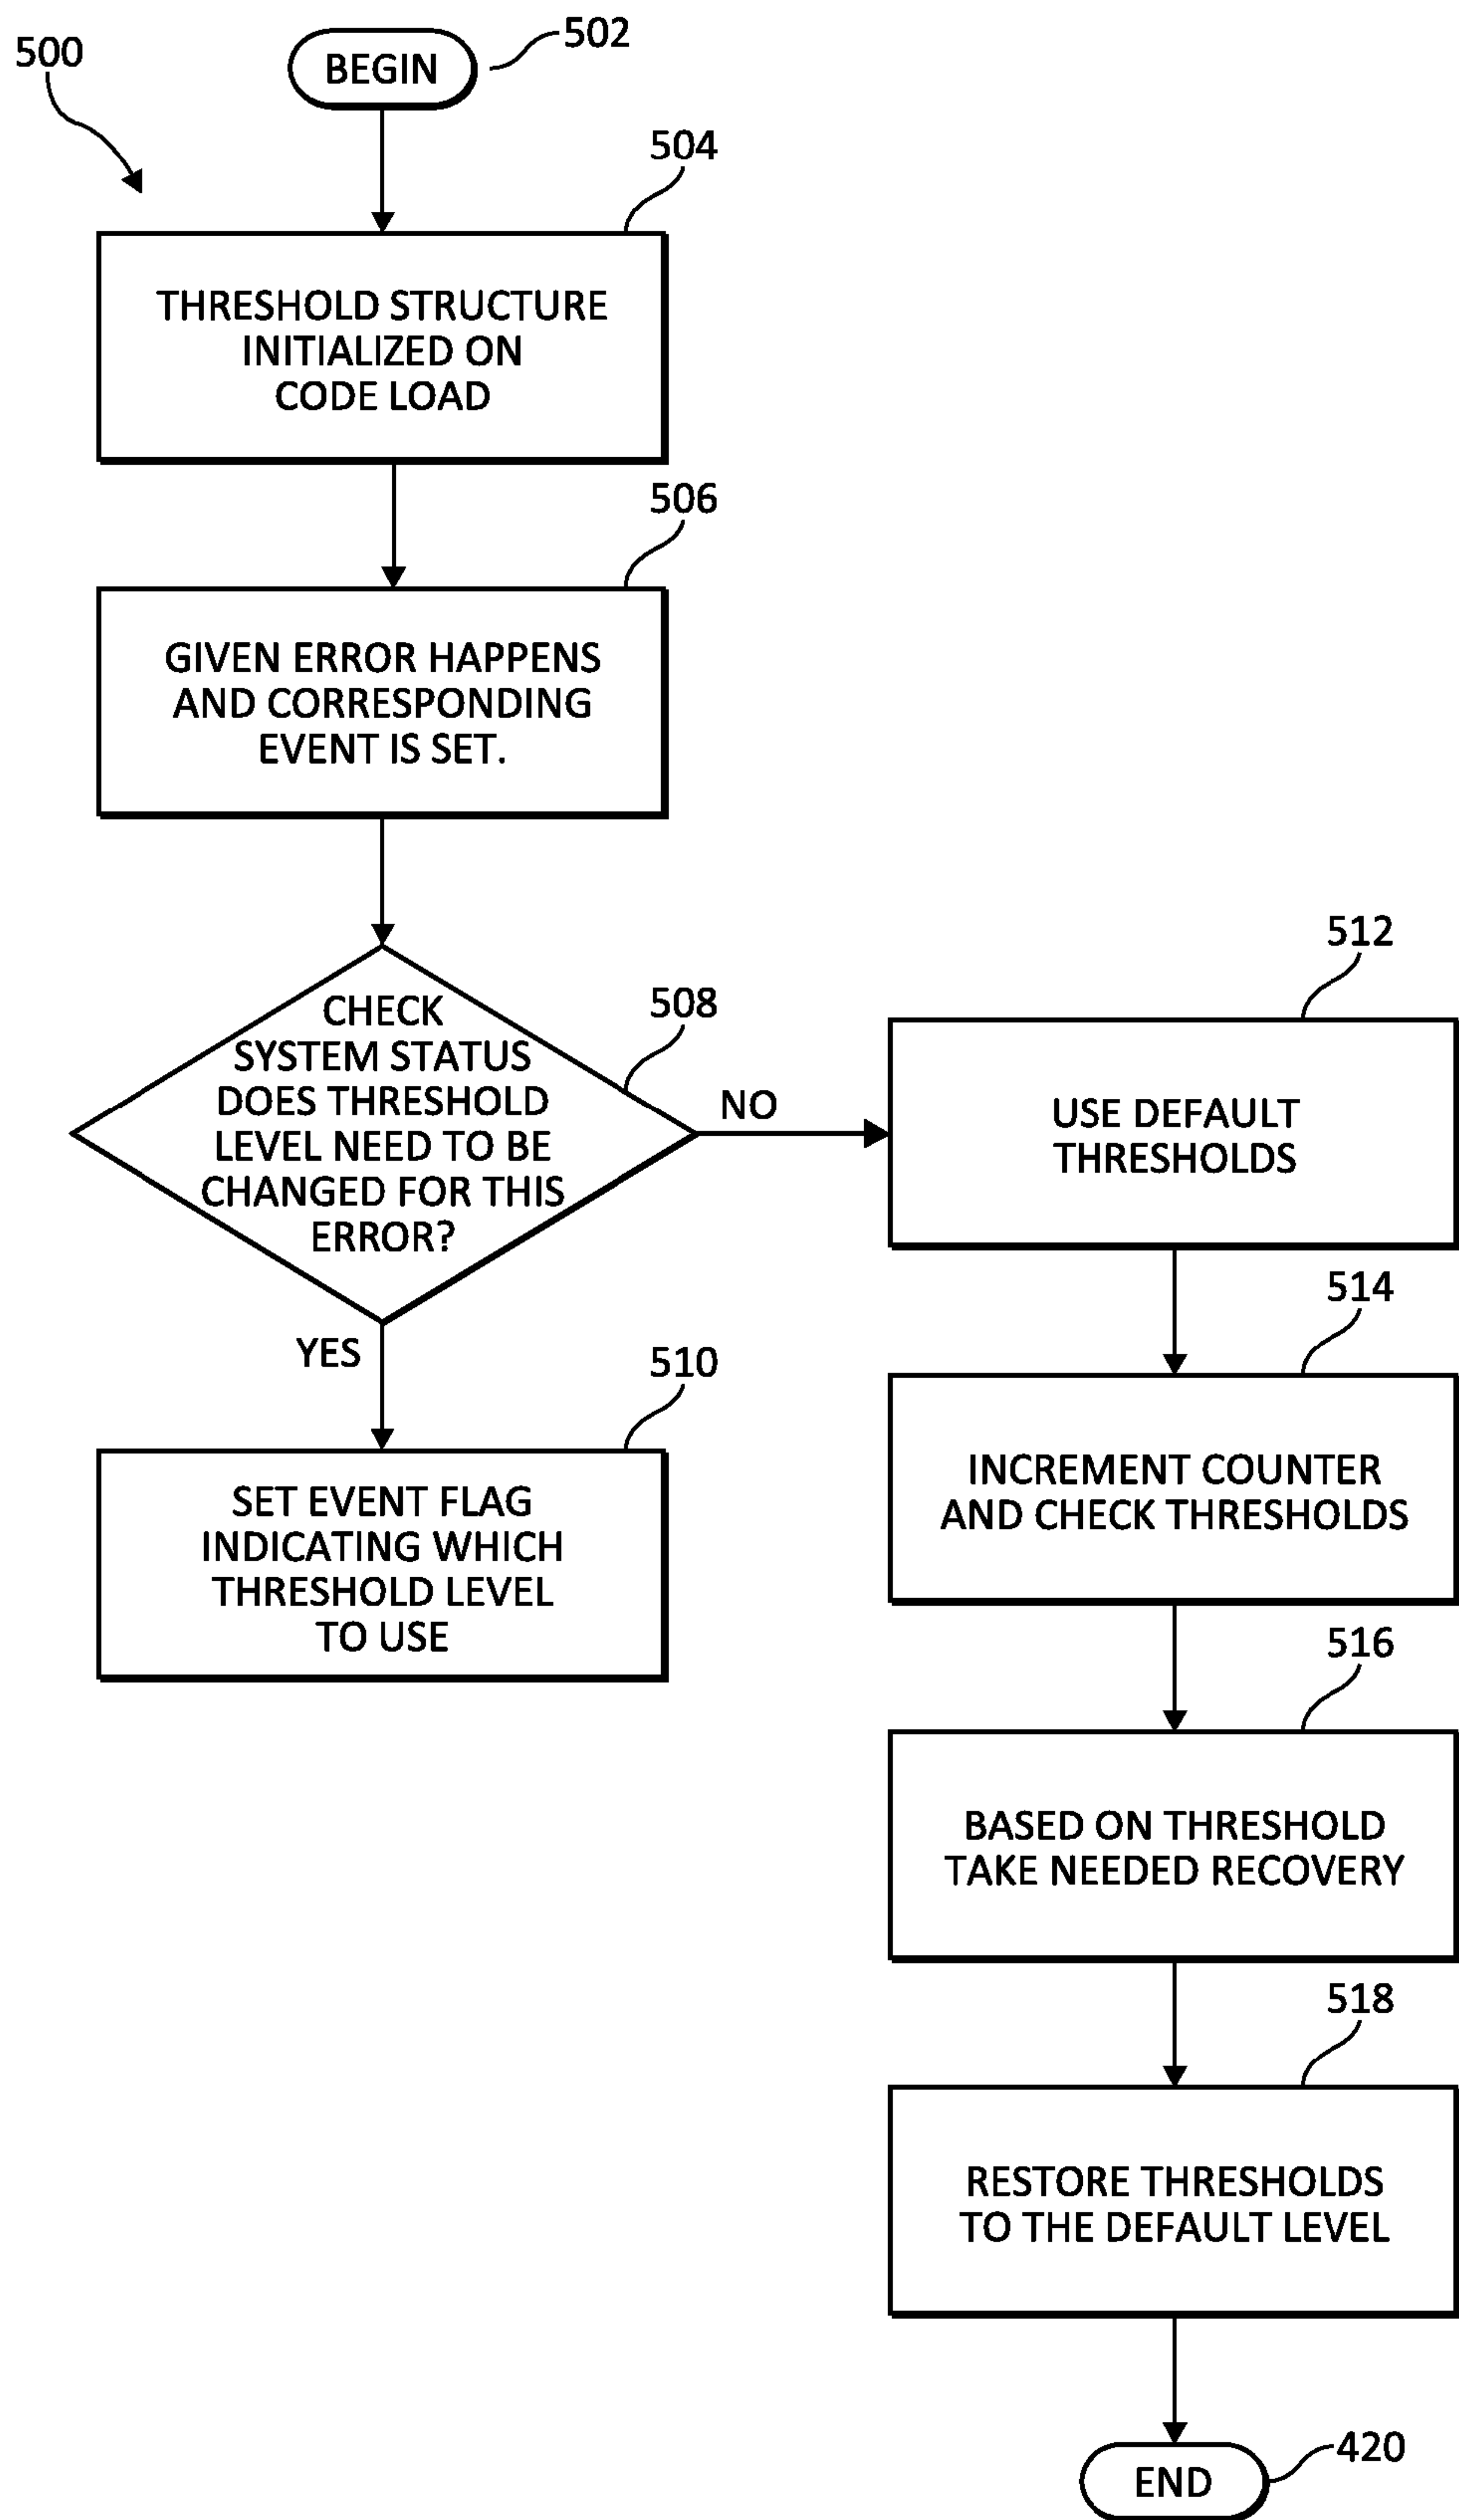 500
BEGIN
502
504
THRESHOLD STRUCTURE
INITIALIZED ON
CODE LOAD
506
GIVEN ERROR HAPPENS
AND CORRESPONDING
EVENT IS SET.
508
CHECK
SYSTEM STATUS
DOES THRESHOLD
LEVEL NEED TO BE
CHANGED FOR THIS
ERROR?
NO
YES
510
SET EVENT FLAG
INDICATING WHICH
THRESHOLD LEVEL
TO USE
512
USE DEFAULT
THRESHOLDS
514
INCREMENT COUNTER
AND CHECK THRESHOLDS
516
BASED ON THRESHOLD
TAKE NEEDED RECOVERY
518
RESTORE THRESHOLDS
TO THE DEFAULT LEVEL
END
420